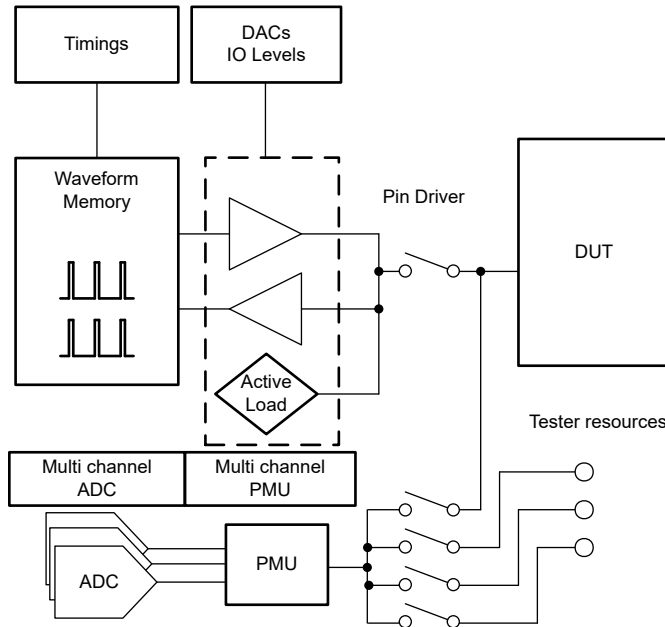 Timings
DACs
IO Levels
Waveform
Memory
Pin Driver
DUT
Active
Load
Tester resources
Multi channel
ADC
Multi channel
PMU
ADC
PMU